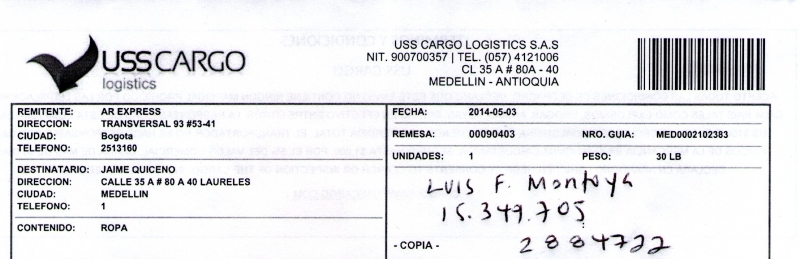 USSCARGO
logistics
USS CARGO LOGISTICS S.A.S
NIT. 900700357 | TEL. (057) 4121006
CL 35 A # 80A - 40
MEDELLIN - ANTIOQUIA
REMITENTE: AR EXPRESS
DIRECCION: TRANSVERSAL 93 #53-41
CIUDAD: Bogota
TELEFONO: 2513160
DESTINATARIO: JAIME QUICENO
DIRECCION: CALLE 35 A # 80 A 40 LAURELES
CIUDAD: MEDELLIN
TELEFONO: 1
CONTENIDO: ROPA
FECHA: 2014-05-03
REMESA: 00090403 NRO. GUIA: MED0002102383
UNIDADES: 1 PESO: 30 LB
LUIS F. Montoya
15.349.705
2884722
- COPIA -